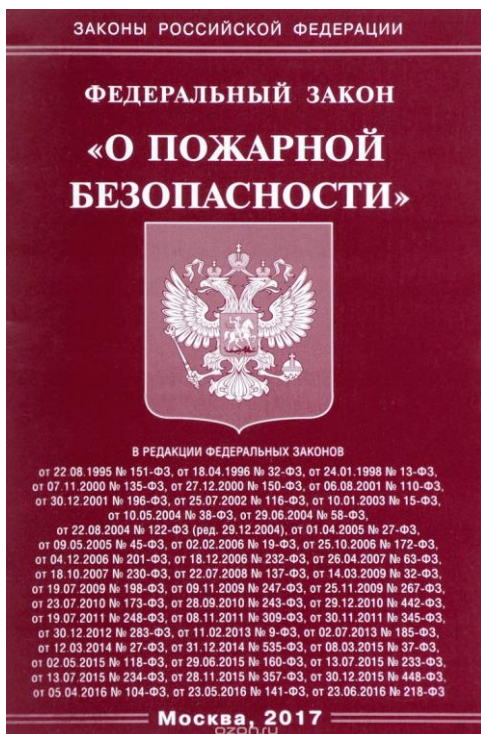 ЗАКОНЫ РОССИЙСКОЙ ФЕДЕРАЦИИ
ФЕДЕРАЛЬНЫЙ ЗАКОН
«О ПОЖАРНОЙ
БЕЗОПАСНОСТИ»
В РЕДАКЦИИ ФЕДЕРАЛЬНЫХ ЗАКОНОВ
от 22.08.1995 № 151-ФЗ, от 18.04.1996 № 32-ФЗ, от 24.01.1998 № 13-ФЗ,
от 07.11.2000 № 135-ФЗ, от 27.12.2000 № 150-ФЗ, от 06.08.2001 № 110-ФЗ,
от 30.12.2001 № 196-ФЗ, от 25.07.2002 № 116-ФЗ, от 10.01.2003 № 15-ФЗ,
от 10.05.2004 № 38-ФЗ, от 29.06.2004 № 58-ФЗ,
от 22.08.2004 № 122-ФЗ (ред. 29.12.2004), от 01.04.2005 № 27-ФЗ,
от 09.05.2005 № 45-ФЗ, от 02.02.2006 № 19-ФЗ, от 25.10.2006 № 172-ФЗ,
от 04.12.2006 № 201-ФЗ, от 18.12.2006 № 232-ФЗ, от 26.04.2007 № 63-ФЗ,
от 18.10.2007 № 230-ФЗ, от 22.07.2008 № 137-ФЗ, от 14.03.2009 № 32-ФЗ,
от 19.07.2009 № 198-ФЗ, от 09.11.2009 № 247-ФЗ, от 25.11.2009 № 267-ФЗ,
от 23.07.2010 № 173-ФЗ, от 28.09.2010 № 243-ФЗ, от 29.12.2010 № 442-ФЗ,
от 19.07.2011 № 248-ФЗ, от 08.11.2011 № 309-ФЗ, от 30.11.2011 № 345-ФЗ,
от 30.12.2012 № 283-ФЗ, от 11.02.2013 № 9-ФЗ, от 02.07.2013 № 185-ФЗ,
от 12.03.2014 № 27-ФЗ, от 31.12.2014 № 535-ФЗ, от 08.03.2015 № 37-ФЗ,
от 02.05.2015 № 118-ФЗ, от 29.06.2015 № 160-ФЗ, от 13.07.2015 № 233-ФЗ,
от 13.07.2015 № 234-ФЗ, от 28.11.2015 № 357-ФЗ, от 30.12.2015 № 448-ФЗ,
от 05 04.2016 № 104-ФЗ, от 23.05.2016 № 141-ФЗ, от 23.06.2016 № 218-ФЗ
Москва, 2017
ozon.ru